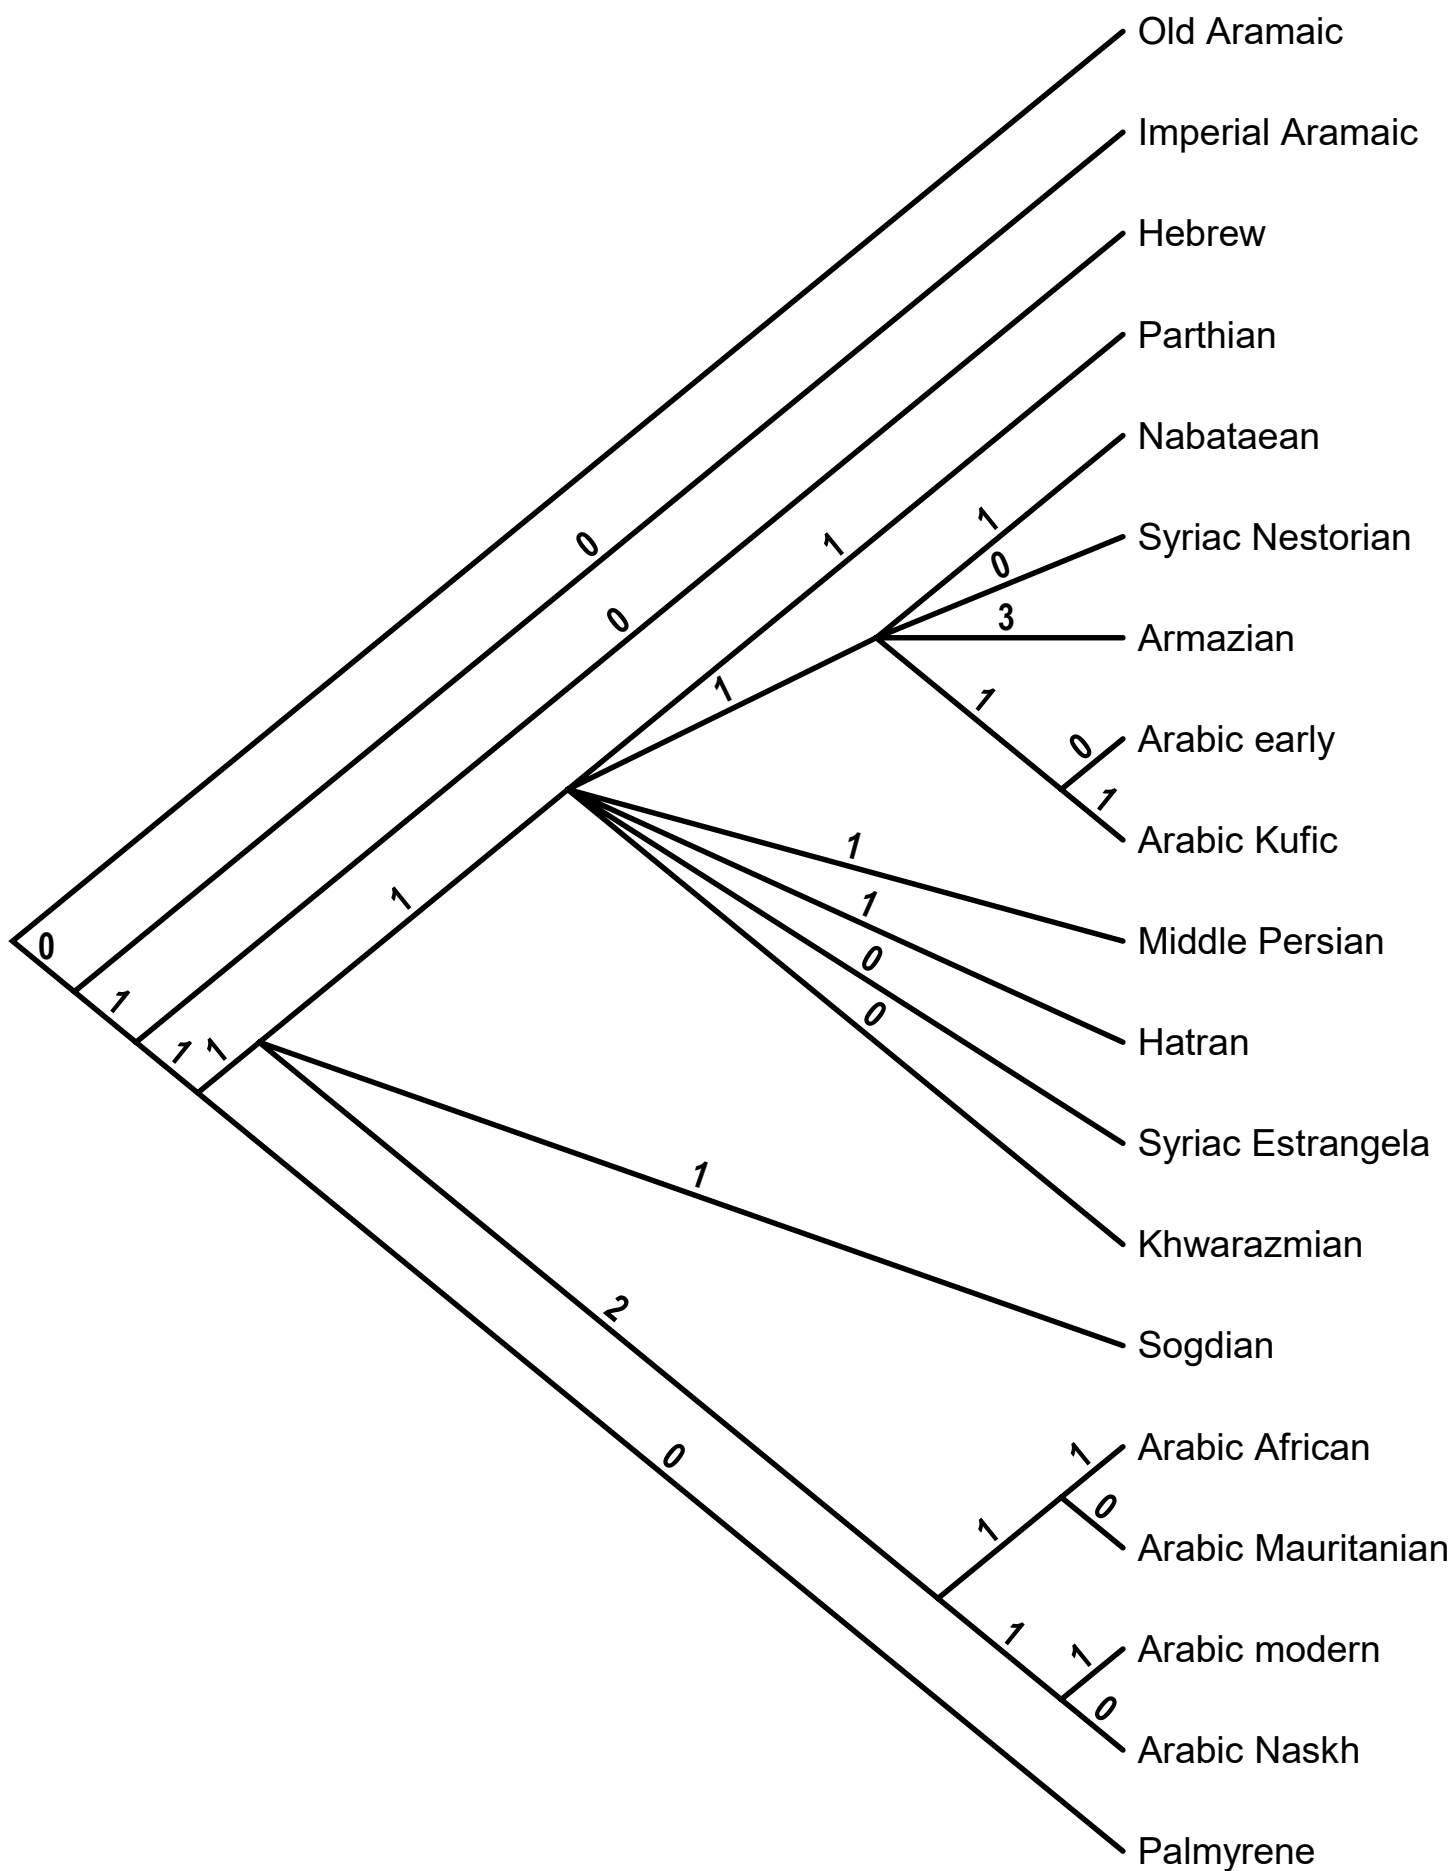 Old Aramaic
Imperial Aramaic
Hebrew
Parthian
Nabataean
1
0
Syriac Nestorian
0
1
3
Armazian
0
1
1
0
Arabic early
1
Arabic Kufic
1
1
1
0
Middle Persian
0
1
0
Hatran
1
1
Syriac Estrangela
1
Khwarazmian
2
Sogdian
0
1
Arabic African
0
1
Arabic Mauritanian
1
1
Arabic modern
0
Arabic Naskh
Palmyrene